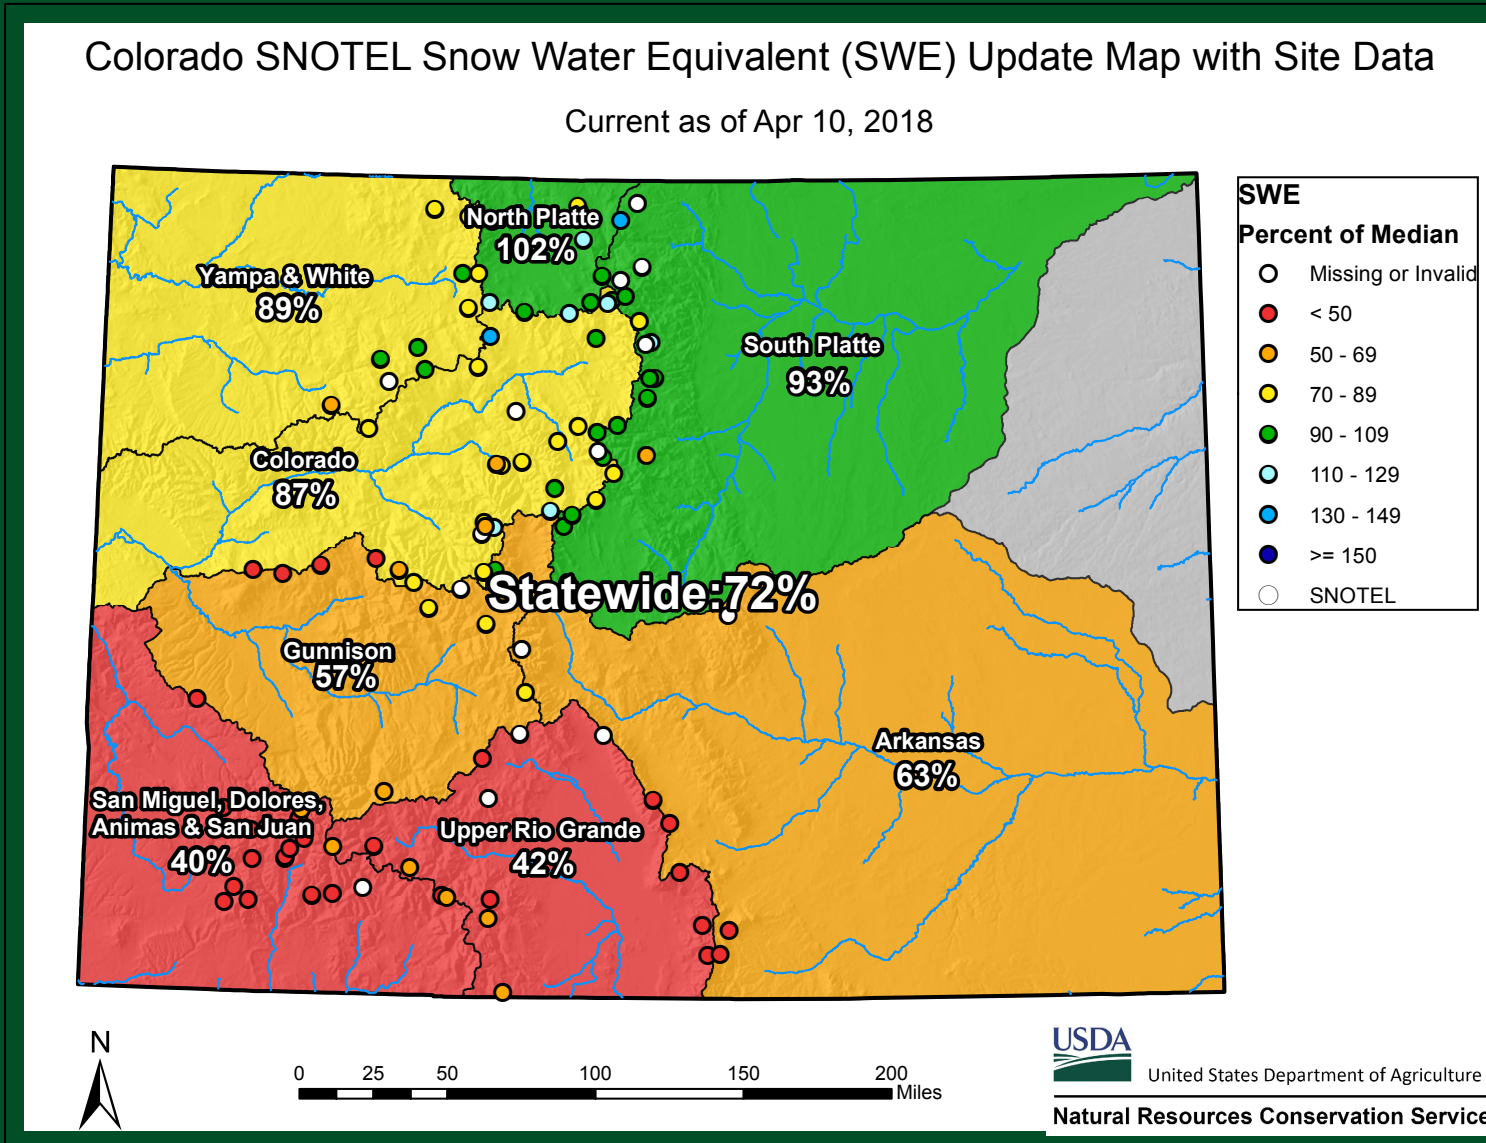 Colorado SNOTEL Snow Water Equivalent (SWE) Update Map with Site Data
Current as of Apr 10, 2018
North Platte
102%
Yampa & White
89%
South Platte
93%
Colorado
87%
Statewide:72%
Gunnison
57%
Arkansas
63%
San Miguel, Dolores,
Animas & San Juan
40%
Upper Rio Grande
42%
SWE
Percent of Median
Missing or Invalid
< 50
50 - 69
70 - 89
90 - 109
110 - 129
130 - 149
>= 150
SNOTEL
N
0 25 50 100 150 200
Miles
USDA
United States Department of Agriculture
Natural Resources Conservation Service